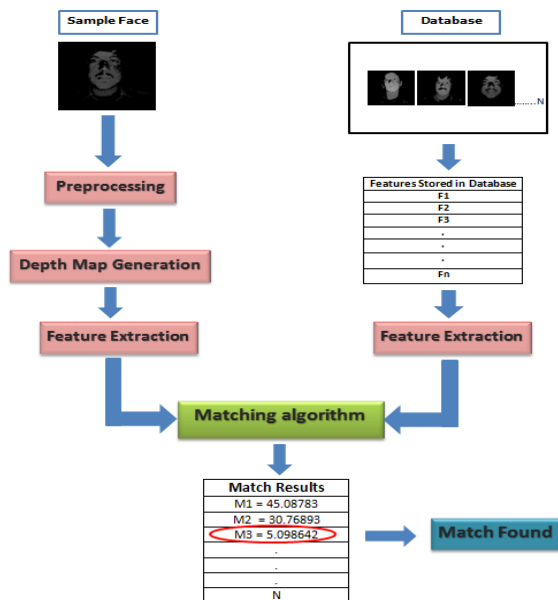 Sample Face
Database
..........N
Preprocessing
Depth Map Generation
Feature Extraction
Features Stored in Database
F1
F2
F3
.
.
.
Fn
Feature Extraction
Matching algorithm
Match Results
M1 = 45.08783
M2 = 30.76893
M3 = 5.098642
.
.
.
N
Match Found